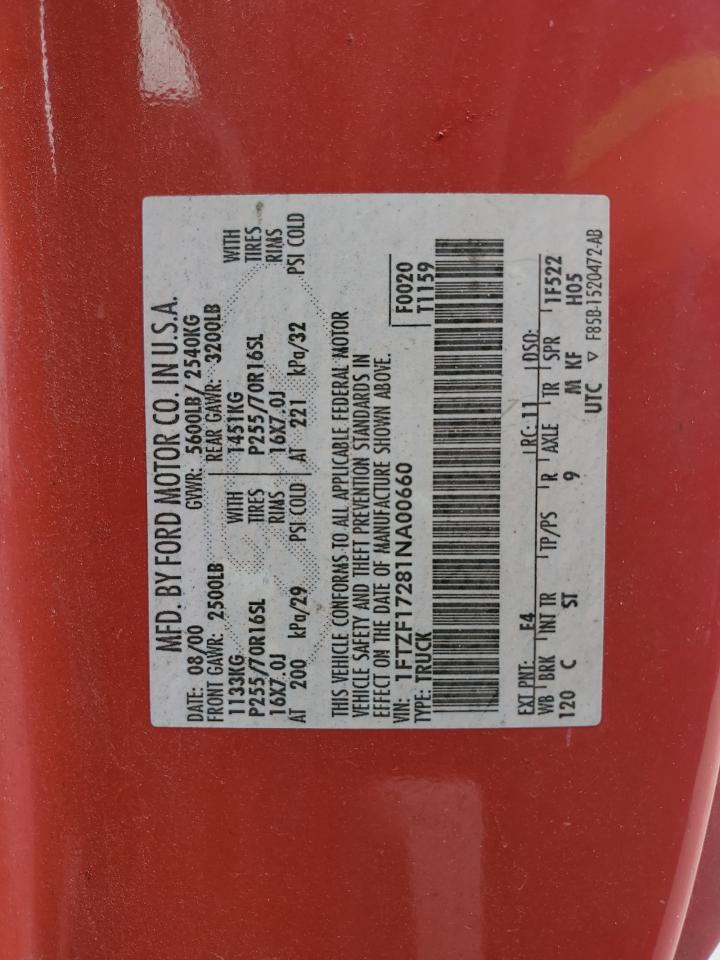 MFD. BY FORD MOTOR CO. IN U.S.A.
DATE: 08/00 GVWR: 5600LB / 2540KG
FRONT GAWR: 2500LB REAR GAWR: 3200LB
1133KG WITH 1451KG WITH
P255/70R16SL TIRES P255/70R16SL TIRES
16X7.0J RIMS 16X7.0J RIMS
AT 200 kPa/29 PSI COLD AT 221 kPa/32 PSI COLD
THIS VEHICLE CONFORMS TO ALL APPLICABLE FEDERAL MOTOR
VEHICLE SAFETY AND THEFT PREVENTION STANDARDS IN
EFFECT ON THE DATE OF MANUFACTURE SHOWN ABOVE.
VIN: 1FTZF17281NA00660 F0020
TYPE: TRUCK T1159
EXT PNT: E4 RC: 11 DSO:
WB BRK INT TR TP/PS R AXLE TR SPR 1F522
120 C ST 9 M KF H05
UTC ▽ F85B-1520472-AB